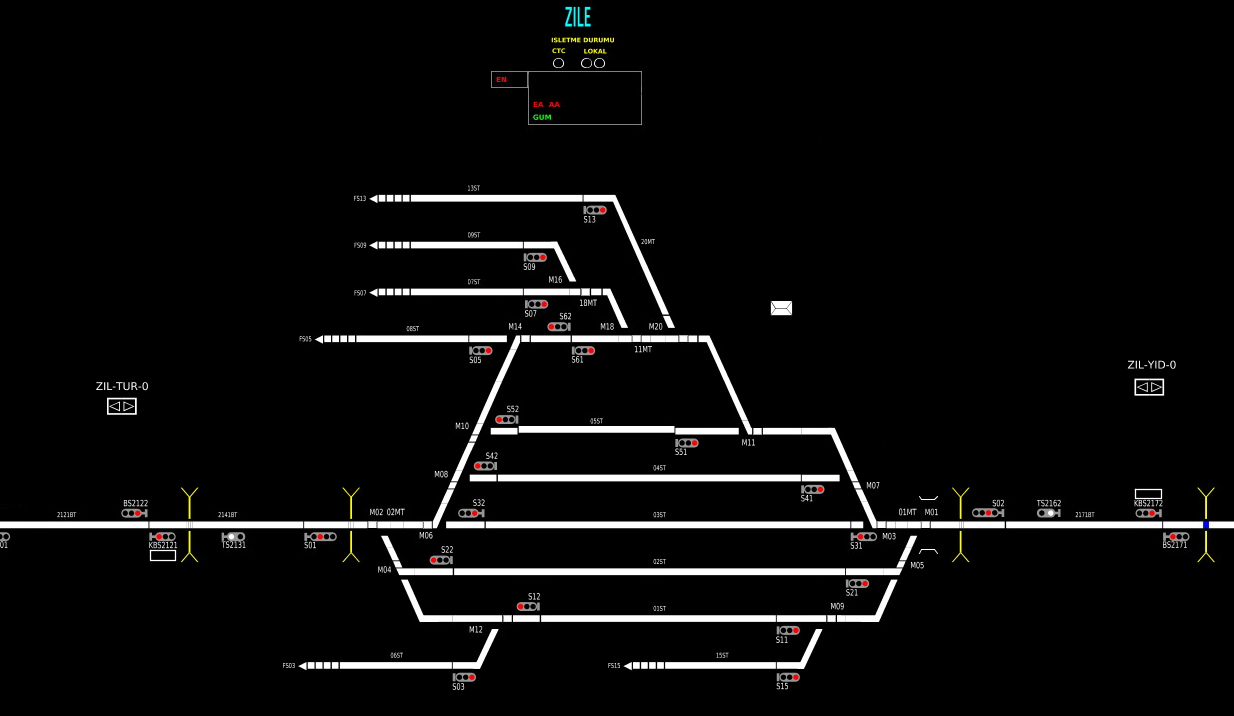 ZILE
ISLETME DURUMU
CTC LOKAL
EN
EA AA
GUM
13ST
FS13
S13
20MT
09ST
FS09
S09
M16
07ST
FS07
S07
18MT
S62
08ST
M14
M18
M20
FS05
S05
S61
11MT
ZIL-YID-0
ZIL-TUR-0
S52
05ST
M10
S51
M11
S42
04ST
M08
S41
M07
BS2122
S32
S02
TS2162
KBS2172
2121BT
2141BT
M02 02MT
03ST
01MT
M01
2171BT
01
KBS2121
TS2131
S01
M06
S31
M03
BS2171
S22
02ST
M04
M05
S21
S12
01ST
M09
M12
S11
06ST
15ST
FS03
FS15
S03
S15